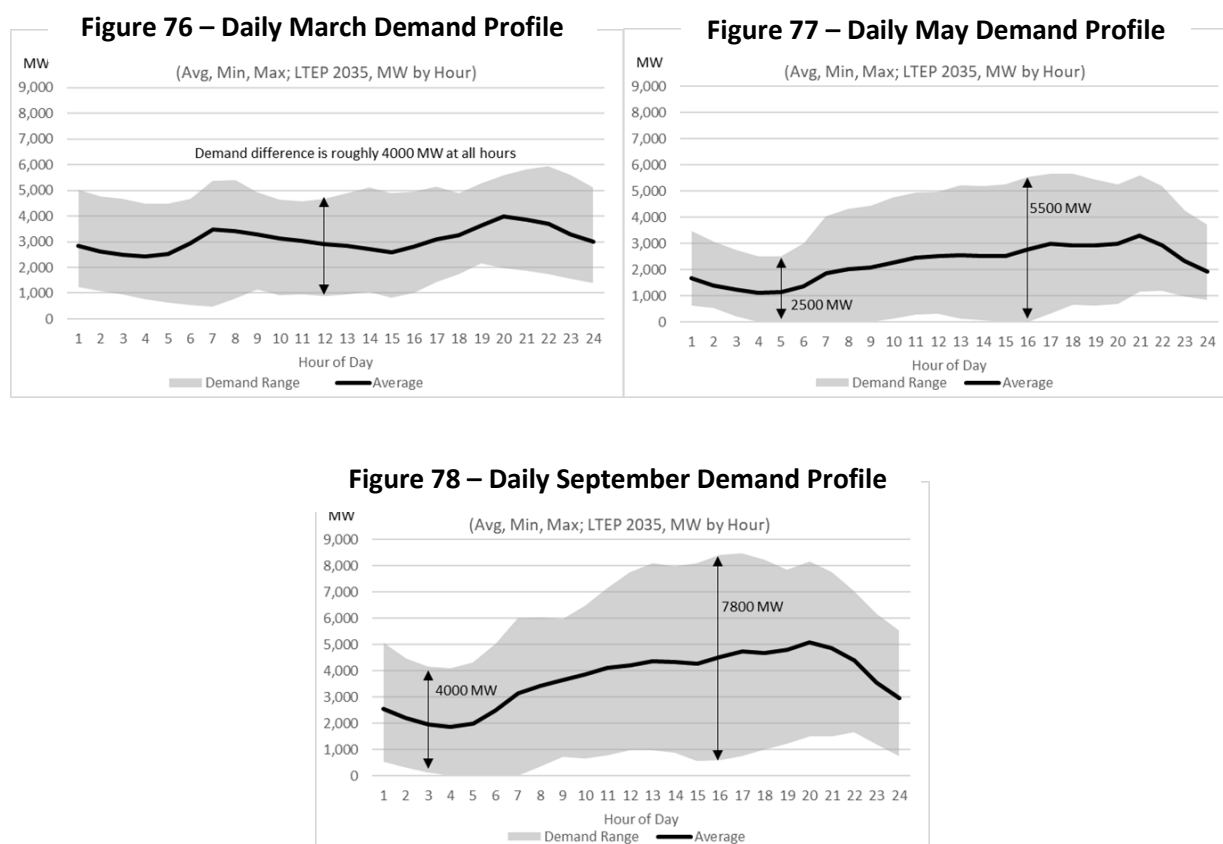 Figure 76 – Daily March Demand Profile
MW
(Avg, Min, Max; LTEP 2035, MW by Hour)
9,000
8,000
7,000
6,000
5,000
4,000
3,000
2,000
1,000
0
Demand difference is roughly 4000 MW at all hours
1 2 3 4 5 6 7 8 9 10 11 12 13 14 15 16 17 18 19 20 21 22 23 24
Hour of Day
Demand Range Average
Figure 77 – Daily May Demand Profile
MW
(Avg, Min, Max; LTEP 2035, MW by Hour)
9,000
8,000
7,000
6,000
5,000
4,000
3,000
2,000
1,000
0
5500 MW
2500 MW
1 2 3 4 5 6 7 8 9 10 11 12 13 14 15 16 17 18 19 20 21 22 23 24
Hour of Day
Demand Range Average
Figure 78 – Daily September Demand Profile
MW
(Avg, Min, Max; LTEP 2035, MW by Hour)
9,000
8,000
7,000
6,000
5,000
4,000
3,000
2,000
1,000
0
7800 MW
4000 MW
1 2 3 4 5 6 7 8 9 10 11 12 13 14 15 16 17 18 19 20 21 22 23 24
Hour of Day
Demand Range Average